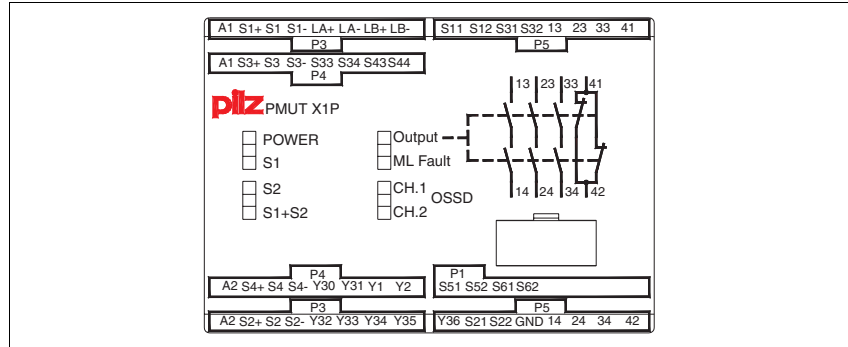 A1 S3+ S3 S3- S33 S34 S43 S44
A1 S1+ S1 S1- LA+ LA- LB+ LB-
S11 S12 S31 S32 13 23 33 41
P3
P5
P4
13 23 33 41
pilz PMUT X1P
POWER
Output
S1
ML Fault
S2
CH.1
OSSD
S1+S2
CH.2
14 24 34 42
P4
P1
A2 S4+ S4 S4- Y30 Y31 Y1 Y2
S51 S52 S61 S62
P3
P5
A2 S2+ S2 S2- Y32 Y33 Y34 Y35
Y36 S21 S22 GND 14 24 34 42